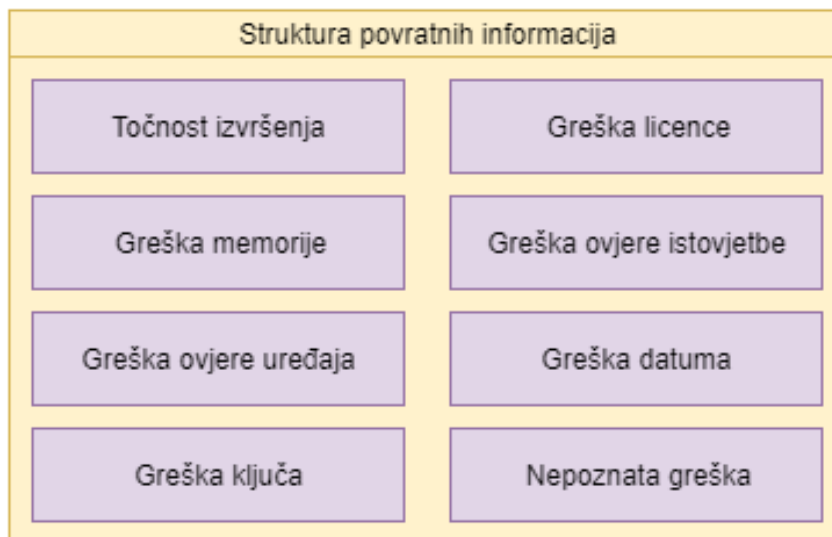 Struktura povratnih informacija
Točnost izvršenja
Greška licence
Greška memorije
Greška ovjere istovjetbe
Greška ovjere uređaja
Greška datuma
Greška ključa
Nepoznata greška